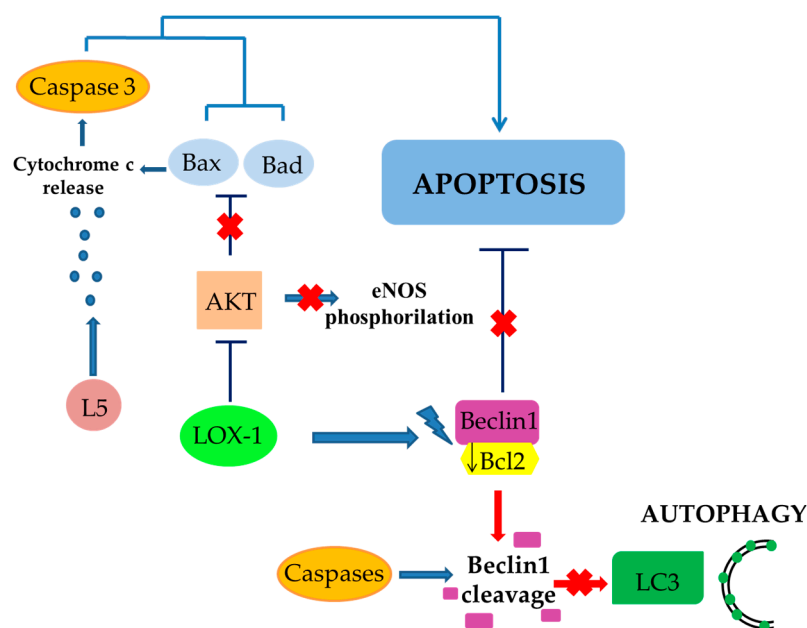 Caspase 3
Cytochrome c
release
Bax
Bad
APOPTOSIS
AKT
eNOS
phosphorilation
L5
LOX-1
Beclin1
↓Bcl2
AUTOPHAGY
Caspases
Beclin1
cleavage
LC3